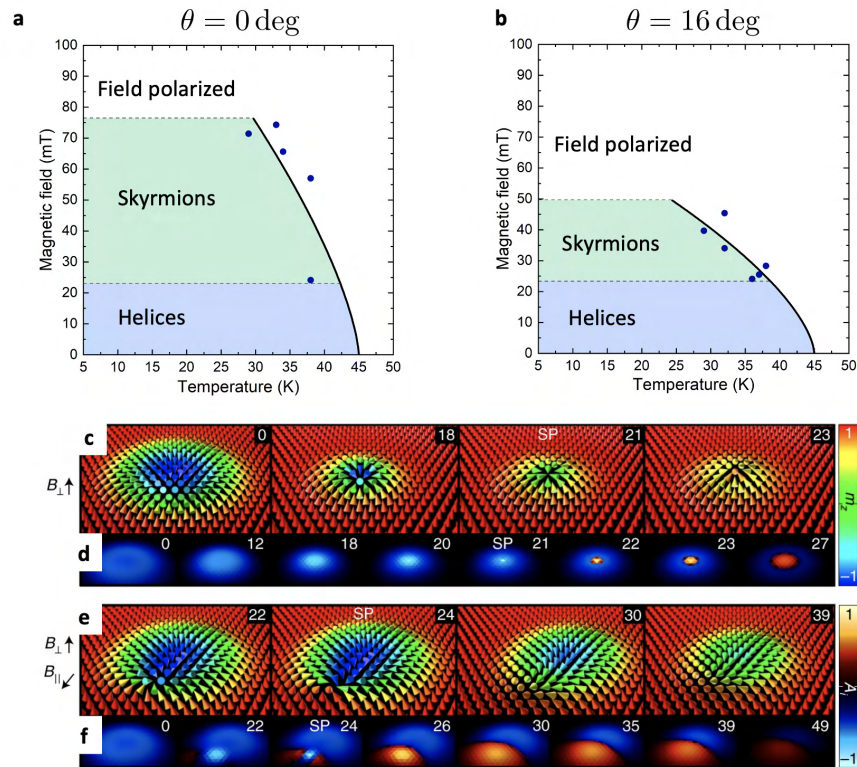 a
θ = 0 deg
100
90
80
70
60
50
40
30
20
10
0
Magnetic field (mT)
Field polarized
Skyrmions
Helices
5 10 15 20 25 30 35 40 45 50
Temperature (K)
b
θ = 16 deg
100
90
80
70
60
50
40
30
20
10
0
Magnetic field (mT)
Field polarized
Skyrmions
Helices
5 10 15 20 25 30 35 40 45 50
Temperature (K)
c
B⊥↑
0 18 SP 21 23
1
m_z
−1
d
0 12 18 20 SP 21 22 23 27
e
B⊥↑
B||↙
22 SP 24 30 39
1
A_i
−1
f
0 22 SP 24 26 30 35 39 49